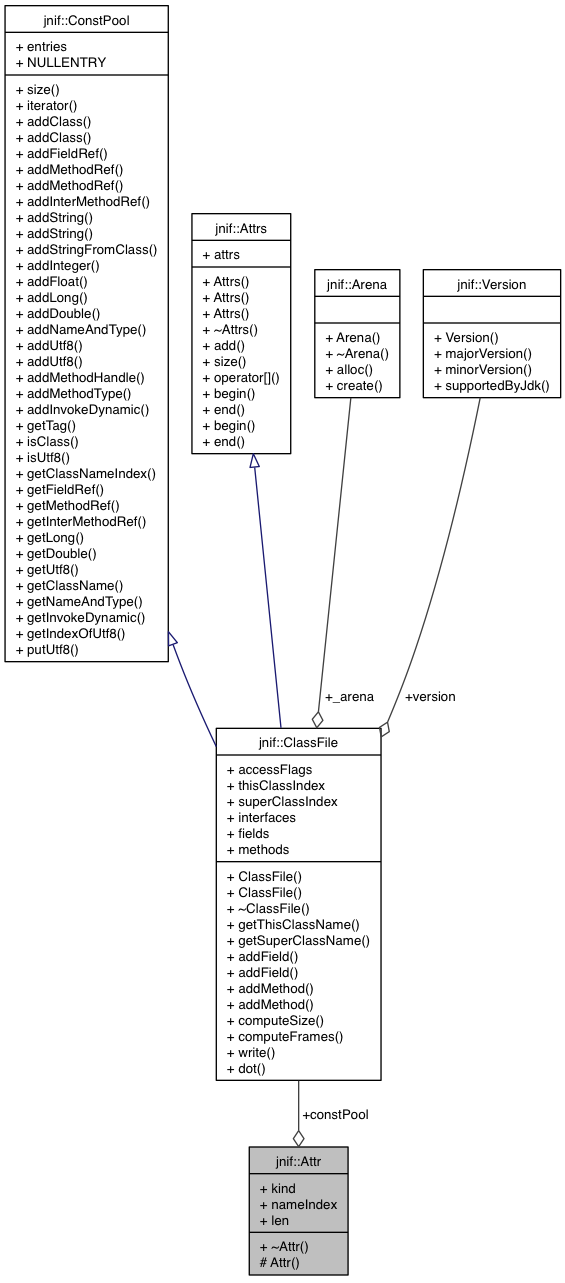 jnif::ConstPool
+ entries
+ NULLENTRY
+ size()
+ iterator()
+ addClass()
+ addClass()
+ addFieldRef()
+ addMethodRef()
+ addMethodRef()
+ addInterMethodRef()
+ addString()
+ addString()
+ addStringFromClass()
+ addInteger()
+ addFloat()
+ addLong()
+ addDouble()
+ addNameAndType()
+ addUtf8()
+ addUtf8()
+ addMethodHandle()
+ addMethodType()
+ addInvokeDynamic()
+ getTag()
+ isClass()
+ isUtf8()
+ getClassNameIndex()
+ getFieldRef()
+ getMethodRef()
+ getInterMethodRef()
+ getLong()
+ getDouble()
+ getUtf8()
+ getClassName()
+ getNameAndType()
+ getInvokeDynamic()
+ getIndexOfUtf8()
+ putUtf8()
jnif::Attrs
+ attrs
+ Attrs()
+ Attrs()
+ Attrs()
+ ~Attrs()
+ add()
+ size()
+ operator[]()
+ begin()
+ end()
+ begin()
+ end()
jnif::Arena
+ Arena()
+ ~Arena()
+ alloc()
+ create()
jnif::Version
+ Version()
+ majorVersion()
+ minorVersion()
+ supportedByJdk()
+_arena
+version
jnif::ClassFile
+ accessFlags
+ thisClassIndex
+ superClassIndex
+ interfaces
+ fields
+ methods
+ ClassFile()
+ ClassFile()
+ ~ClassFile()
+ getThisClassName()
+ getSuperClassName()
+ addField()
+ addField()
+ addMethod()
+ addMethod()
+ computeSize()
+ computeFrames()
+ write()
+ dot()
+constPool
jnif::Attr
+ kind
+ nameIndex
+ len
+ ~Attr()
# Attr()